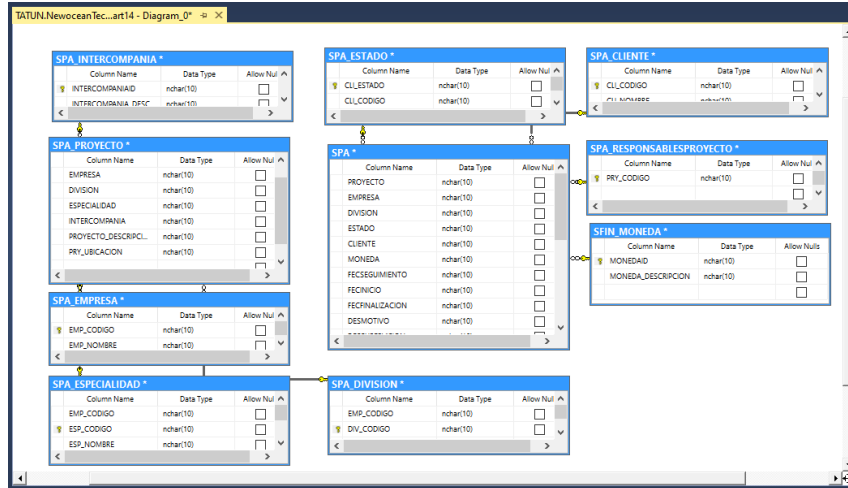 TATUN.NewoceanTec...art14 - Diagram_0*
SPA_INTERCOMPANIA *
Column Name Data Type Allow Nul
INTERCOMPANIAID nchar(10)
INTERCOMPANIA_DESC nchar(10)
SPA_ESTADO *
Column Name Data Type Allow Nul
CLI_ESTADO nchar(10)
CLI_CODIGO nchar(10)
SPA_CLIENTE *
Column Name Data Type Allow Nul
CLI_CODIGO nchar(10)
CLI_NOMBRE nchar(10)
SPA_PROYECTO *
Column Name Data Type Allow Nul
EMPRESA nchar(10)
DIVISION nchar(10)
ESPECIALIDAD nchar(10)
INTERCOMPANIA nchar(10)
PROYECTO_DESCRIPCI... nchar(10)
PRY_UBICACION nchar(10)
SPA *
Column Name Data Type Allow Nul
PROYECTO nchar(10)
EMPRESA nchar(10)
DIVISION nchar(10)
ESTADO nchar(10)
CLIENTE nchar(10)
MONEDA nchar(10)
FECSEGUIMIENTO nchar(10)
FECINICIO nchar(10)
FECFINALIZACION nchar(10)
DESMOTIVO nchar(10)
SPA_RESPONSABLESPROYECTO *
Column Name Data Type Allow Nul
PRY_CODIGO nchar(10)
SFIN_MONEDA *
Column Name Data Type Allow Nulls
MONEDAID nchar(10)
MONEDA_DESCRIPCION nchar(10)
SPA_EMPRESA *
Column Name Data Type Allow Nul
EMP_CODIGO nchar(10)
EMP_NOMBRE nchar(10)
SPA_ESPECIALIDAD *
Column Name Data Type Allow Nul
EMP_CODIGO nchar(10)
ESP_CODIGO nchar(10)
ESP_NOMBRE nchar(10)
SPA_DIVISION *
Column Name Data Type Allow Nul
EMP_CODIGO nchar(10)
DIV_CODIGO nchar(10)